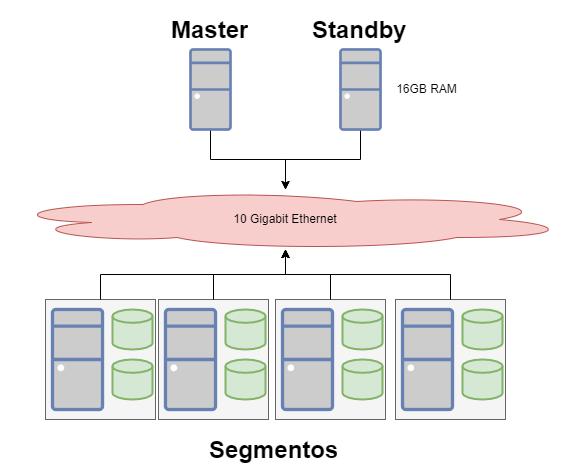 Master
Standby
16GB RAM
10 Gigabit Ethernet
Segmentos